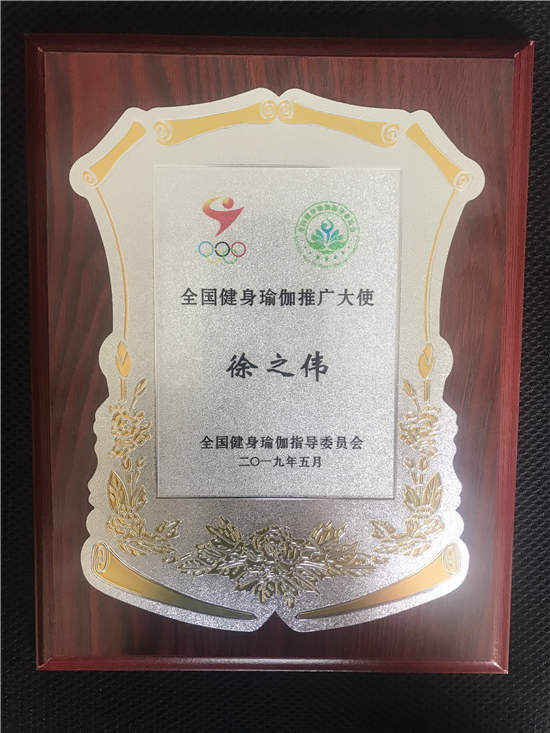 全国健身瑜伽推广大使
徐之伟
全国健身瑜伽指导委员会
二〇一九年五月